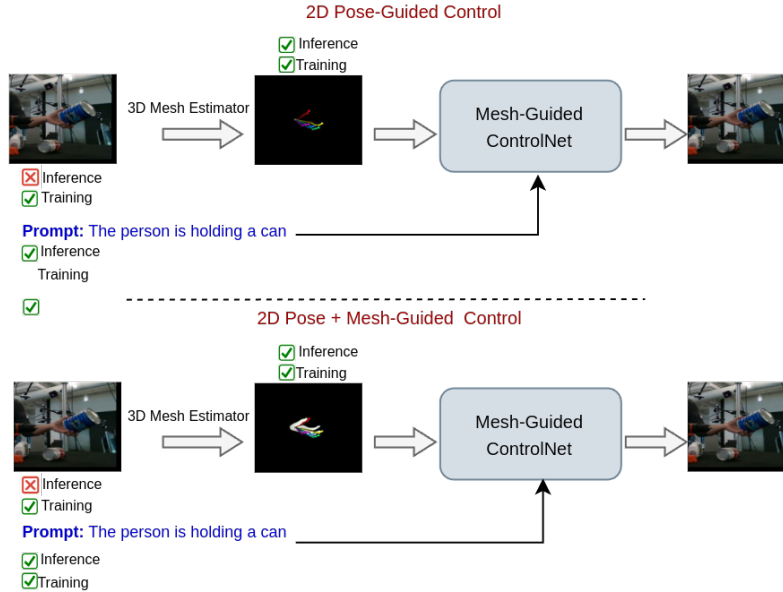 2D Pose-Guided Control
Inference
Training
3D Mesh Estimator
Mesh-Guided
ControlNet
Inference
Training
Prompt: The person is holding a can
Inference
Training
2D Pose + Mesh-Guided Control
Inference
Training
3D Mesh Estimator
Mesh-Guided
ControlNet
Inference
Training
Prompt: The person is holding a can
Inference
Training